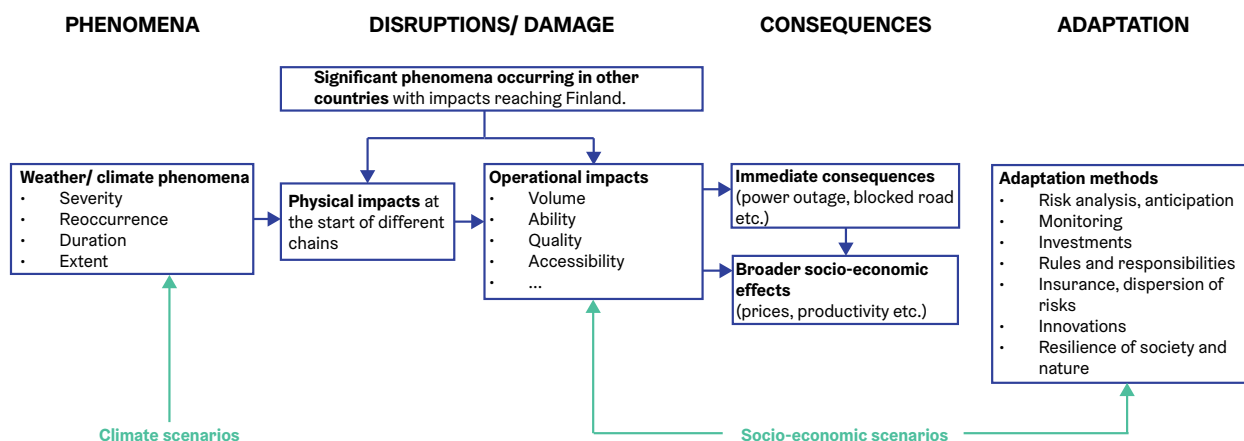 PHENOMENA
DISRUPTIONS/ DAMAGE
CONSEQUENCES
ADAPTATION
Significant phenomena occurring in other
countries with impacts reaching Finland.
Weather/ climate phenomena
· Severity
· Reoccurrence
· Duration
· Extent
Physical impacts at
the start of different
chains
Operational impacts
· Volume
· Ability
· Quality
· Accessibility
· ...
Immediate consequences
(power outage, blocked road
etc.)
Broader socio-economic
effects
(prices, productivity etc.)
Adaptation methods
· Risk analysis, anticipation
· Monitoring
· Investments
· Rules and responsibilities
· Insurance, dispersion of
risks
· Innovations
· Resilience of society and
nature
Climate scenarios
Socio-economic scenarios